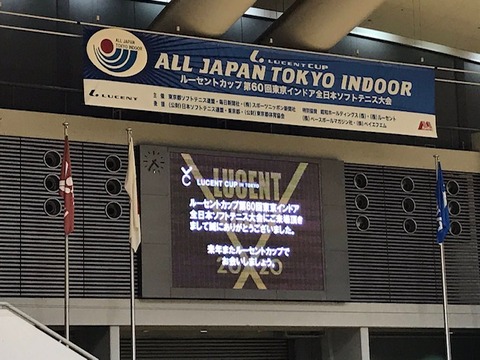 ALL JAPAN
TOKYO INDOOR
LUCENT CUP
ALL JAPAN TOKYO INDOOR
ルーセントカップ第60回東京インドア全日本ソフトテニス大会
LUCENT
LUCENT CUP IN TOKYO
LUCENT
ルーセントカップ第60回東京インドア
全日本ソフトテニス大会にご来場頂き
まして誠にありがとうございました。
来年またルーセントカップで
お会いしましょう。
2020